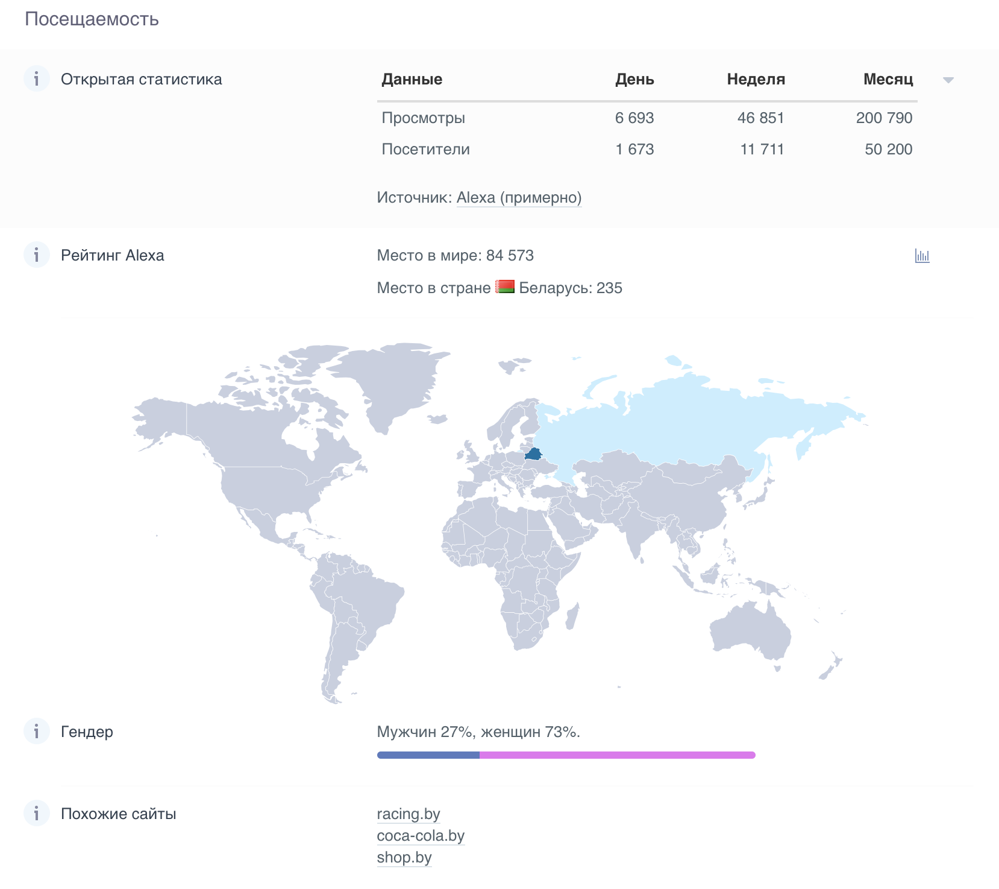 Посещаемость
Открытая статистика
Данные День Неделя Месяц
Просмотры 6 693 46 851 200 790
Посетители 1 673 11 711 50 200
Источник: Alexa (примерно)
Рейтинг Alexa
Место в мире: 84 573
Место в стране Беларусь: 235
Гендер
Мужчин 27%, женщин 73%.
Похожие сайты
racing.by
coca-cola.by
shop.by